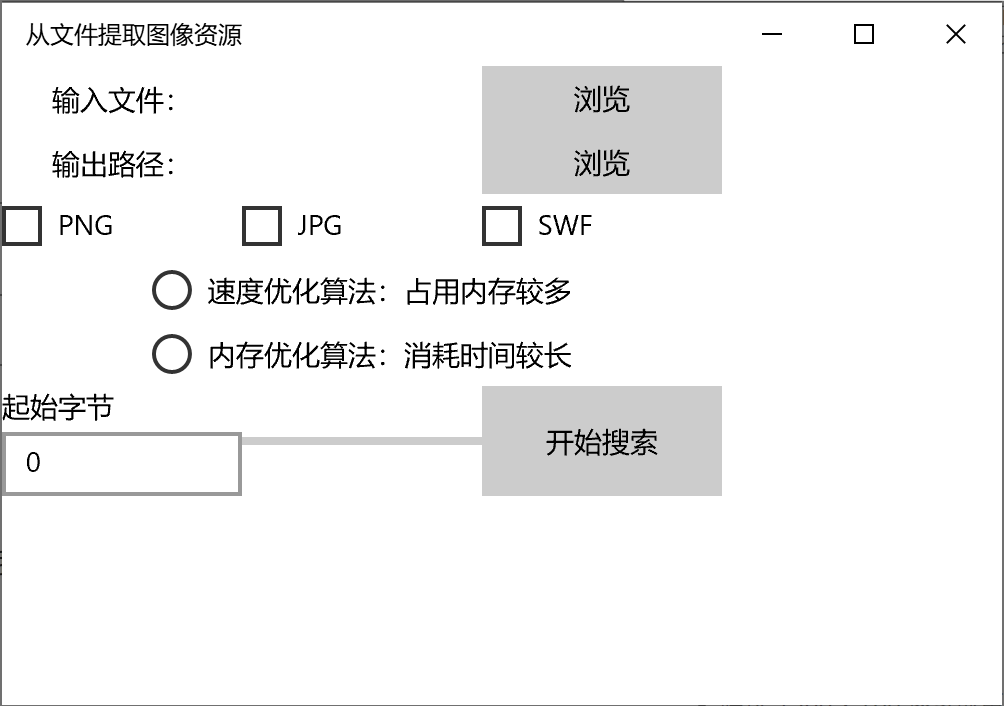 从文件提取图像资源
输入文件： 浏览
输出路径： 浏览
PNG JPG SWF
速度优化算法：占用内存较多
内存优化算法：消耗时间较长
起始字节
0 开始搜索